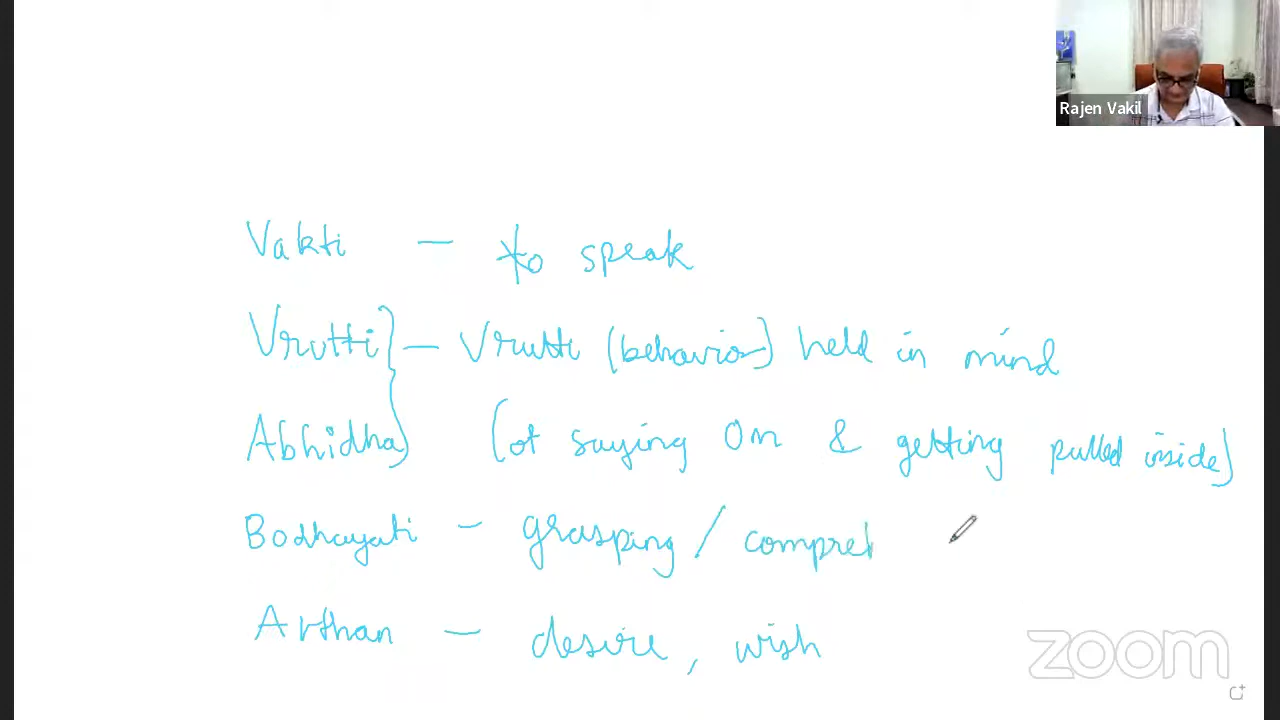 Rajen Vakil
Vakti — to speak
Vrutti } — Vrutti (behavior) held in mind
Abhidha (of saying Om & getting pulled inside)
Bodhayati - grasping / compreh
Arthan — desire, wish
zoom